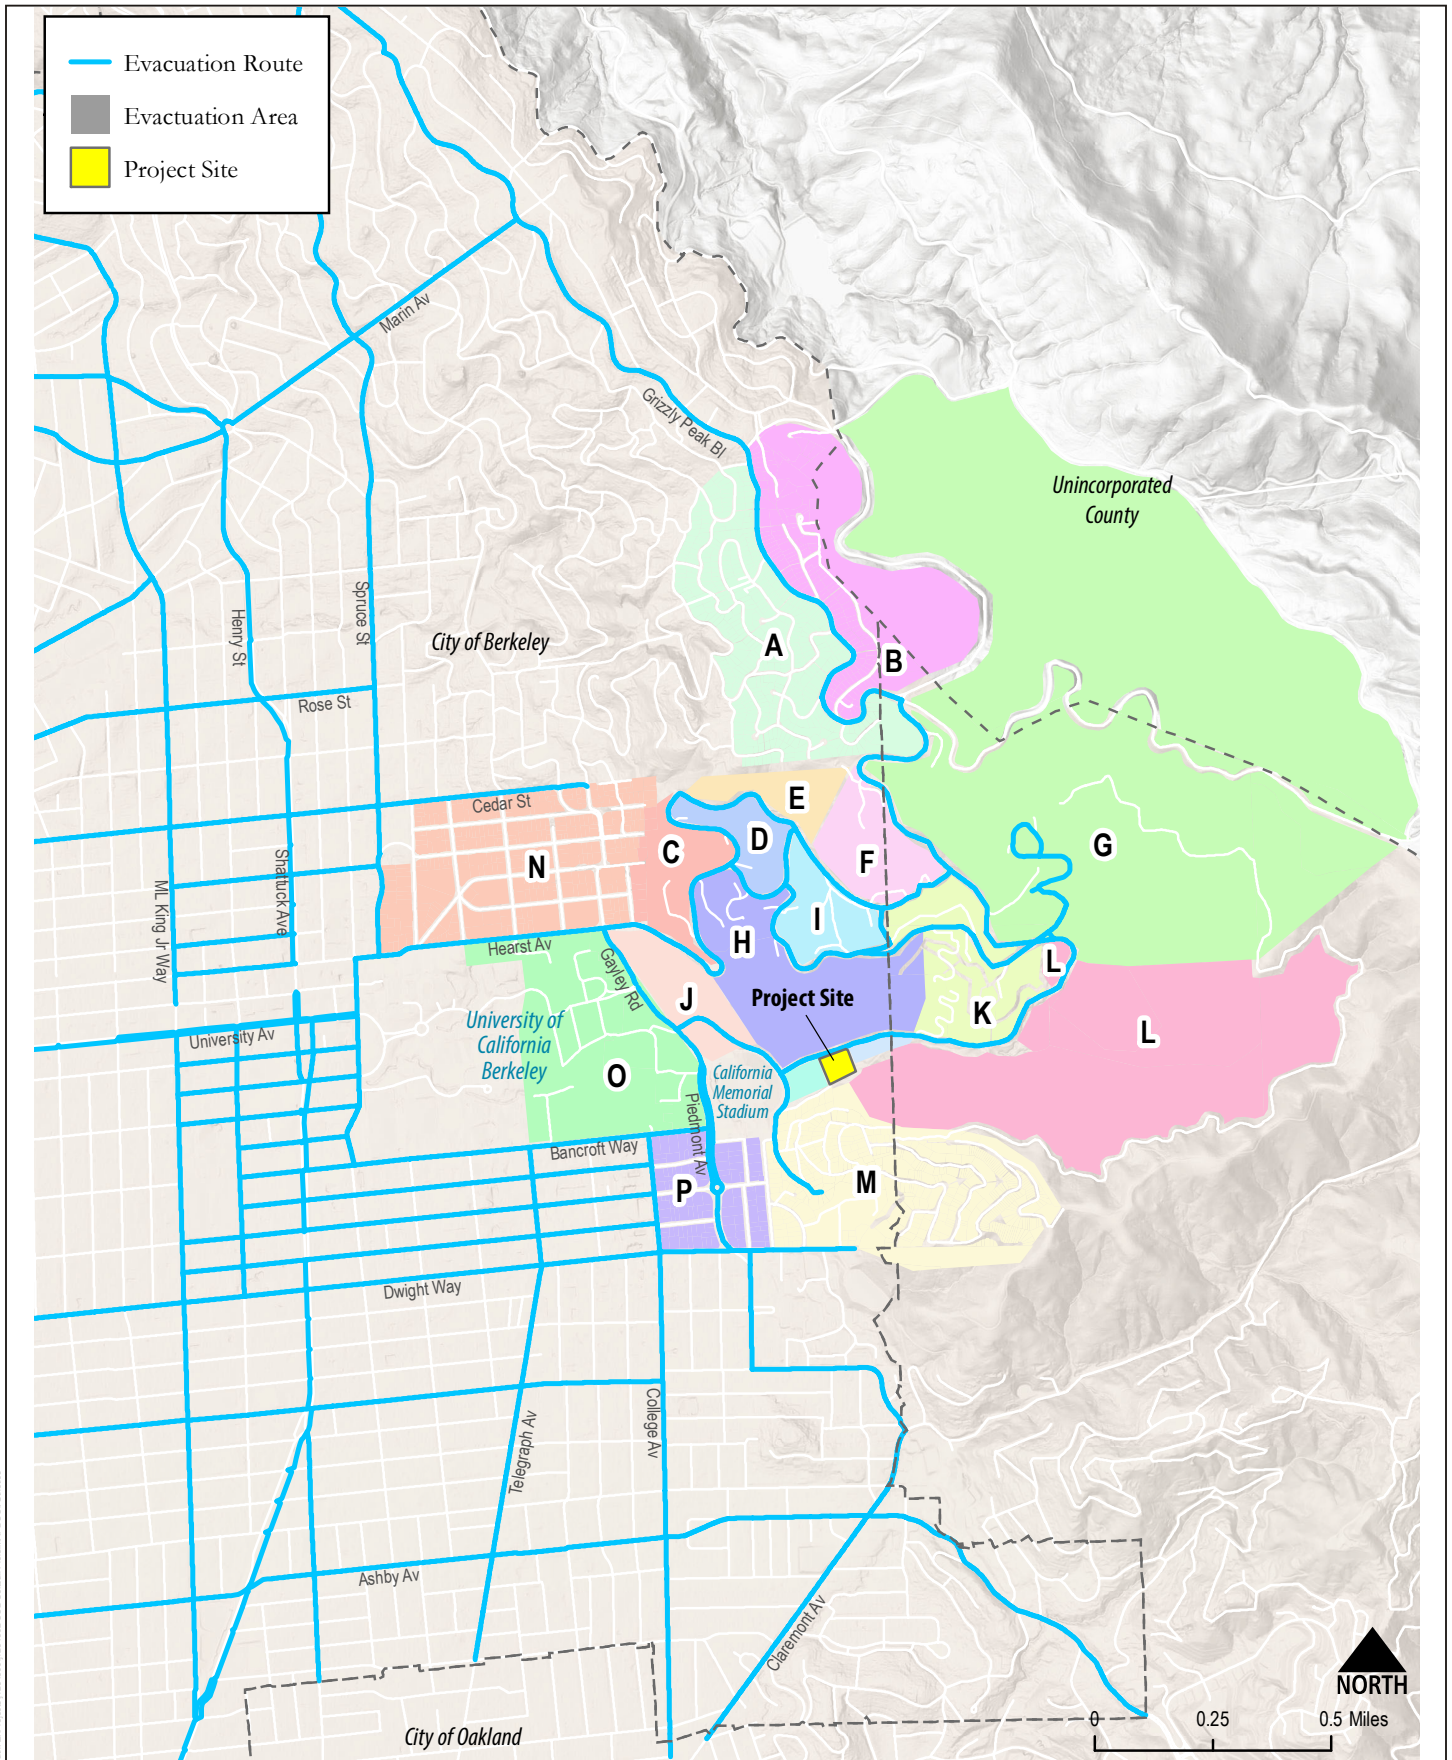 Evacuation Route
Evactuation Area
Project Site
Marin Av
Grizzly Peak Bl
Unincorporated
County
Spruce St
Henry St
City of Berkeley
A
B
Rose St
Cedar St
E
D
C
F
G
N
Shattuck Ave
ML King Jr Way
I
H
Hearst Av
Gayley Rd
L
J
Project Site
K
University of
California
Berkeley
University Av
L
O
California
Memorial
Stadium
Piedmont Av
Bancroft Way
P
M
Dwight Way
College Av
Telegraph Av
Ashby Av
Claremont Av
City of Oakland
NORTH
0 0.25 0.5 Miles